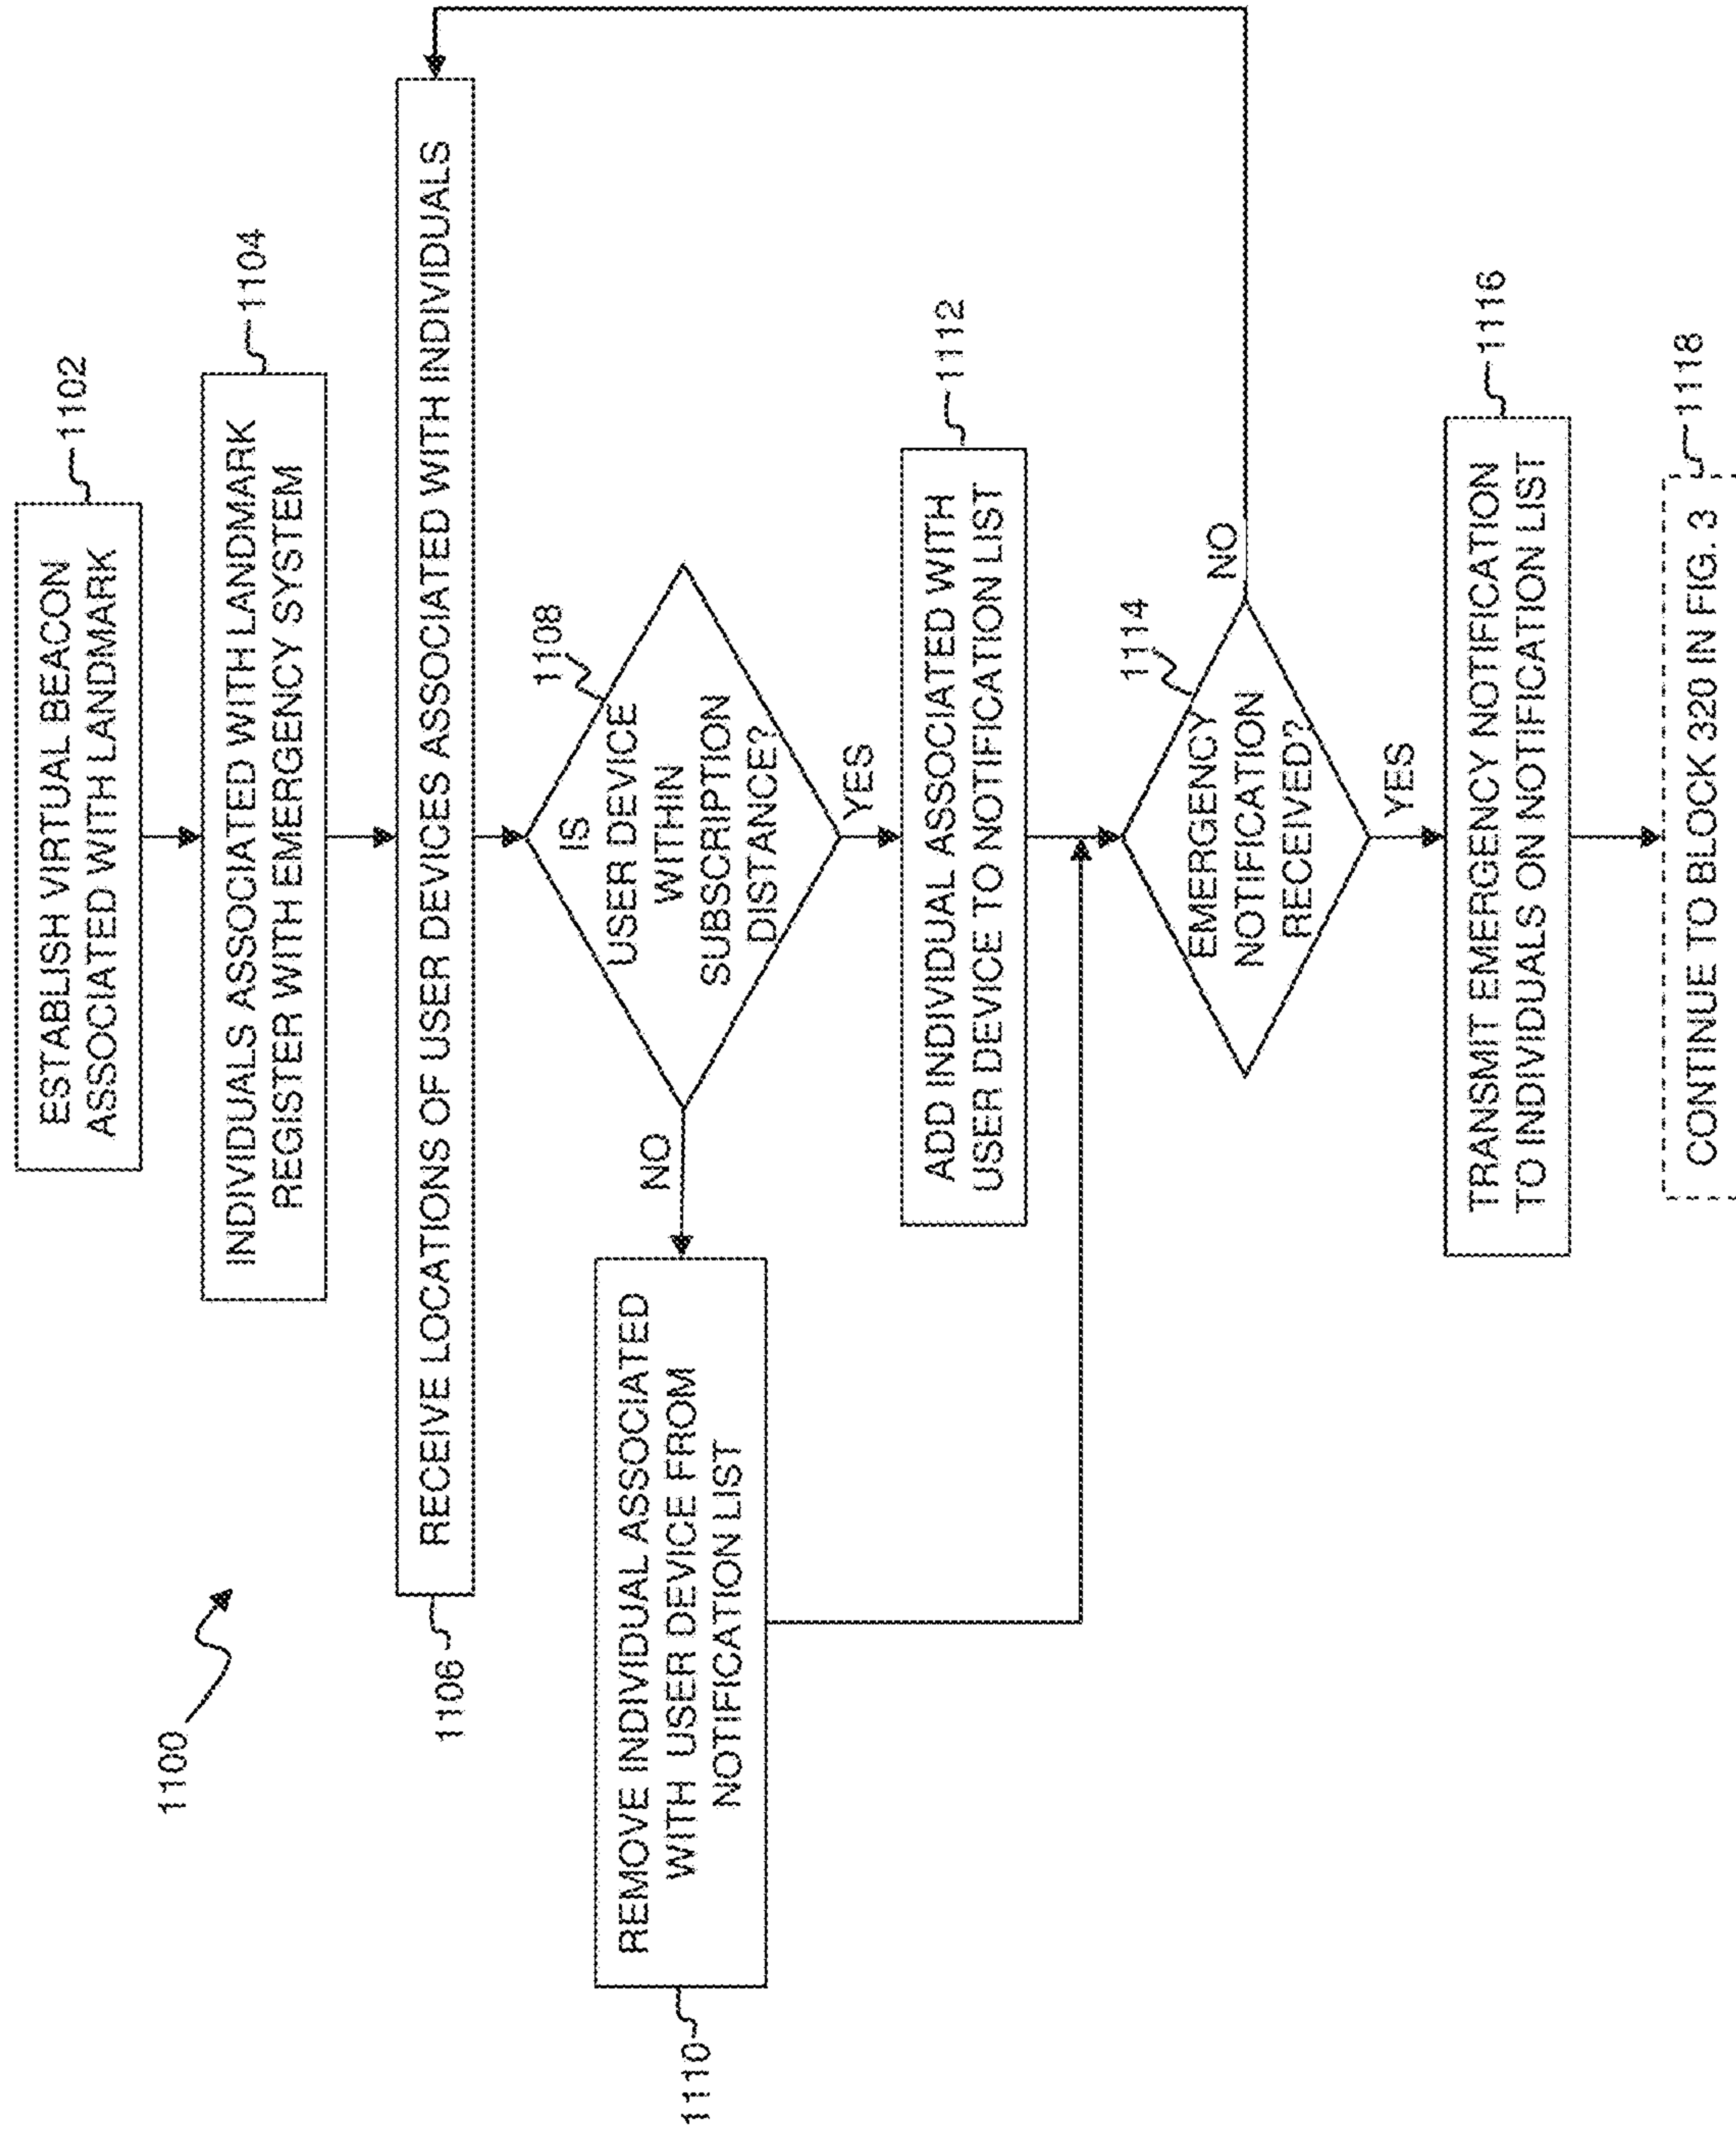 1100
ESTABLISH VIRTUAL BEACON
ASSOCIATED WITH LANDMARK
1102
INDIVIDUALS ASSOCIATED WITH LANDMARK
REGISTER WITH EMERGENCY SYSTEM
1104
RECEIVE LOCATIONS OF USER DEVICES ASSOCIATED WITH INDIVIDUALS
1106
IS
USER DEVICE
WITHIN
SUBSCRIPTION
DISTANCE?
1108
NO
YES
REMOVE INDIVIDUAL ASSOCIATED
WITH USER DEVICE FROM
NOTIFICATION LIST
1110
ADD INDIVIDUAL ASSOCIATED WITH
USER DEVICE TO NOTIFICATION LIST
1112
EMERGENCY
NOTIFICATION
RECEIVED?
1114
NO
YES
TRANSMIT EMERGENCY NOTIFICATION
TO INDIVIDUALS ON NOTIFICATION LIST
1116
CONTINUE TO BLOCK 320 IN FIG. 3
1118